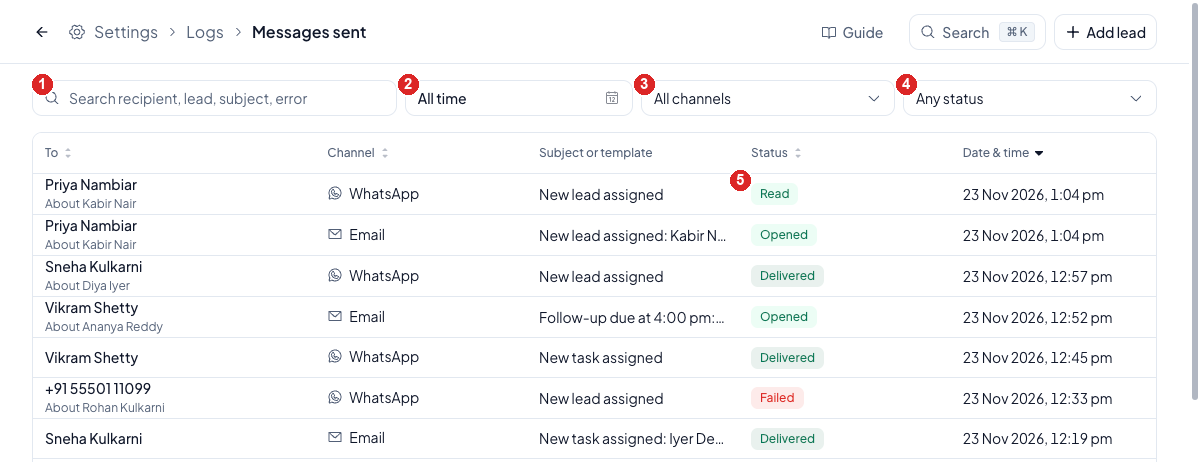 Settings > Logs > Messages sent
Guide
Search ⌘ K
+ Add lead
1 Search recipient, lead, subject, error
2 All time 12
3 All channels
4 Any status
To Channel Subject or template Status Date & time
5
Priya Nambiar
About Kabir Nair
WhatsApp New lead assigned Read 23 Nov 2026, 1:04 pm
Priya Nambiar
About Kabir Nair
Email New lead assigned: Kabir N... Opened 23 Nov 2026, 1:04 pm
Sneha Kulkarni
About Diya Iyer
WhatsApp New lead assigned Delivered 23 Nov 2026, 12:57 pm
Vikram Shetty
About Ananya Reddy
Email Follow-up due at 4:00 pm:... Opened 23 Nov 2026, 12:52 pm
Vikram Shetty WhatsApp New task assigned Delivered 23 Nov 2026, 12:45 pm
+91 55501 11099
About Rohan Kulkarni
WhatsApp New lead assigned Failed 23 Nov 2026, 12:33 pm
Sneha Kulkarni Email New task assigned: Iyer De... Delivered 23 Nov 2026, 12:19 pm